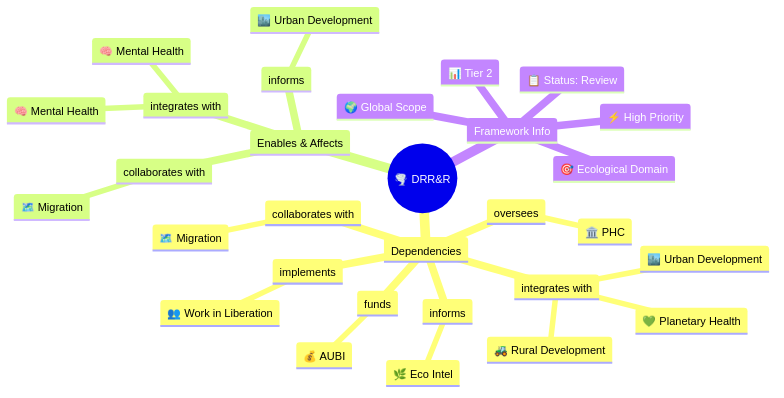 🏙️ Urban Development
🧠 Mental Health
informs
📊 Tier 2
📋 Status: Review
🧠 Mental Health
integrates with
🌍 Global Scope
⚡ High Priority
Enables & Affects
Framework Info
collaborates with
🎯 Ecological Domain
🌪️ DRR&R
🗺️ Migration
collaborates with
oversees
🗺️ Migration
🏛️ PHC
Dependencies
🏙️ Urban Development
implements
integrates with
funds
informs
👥 Work in Liberation
💚 Planetary Health
🚜 Rural Development
💰 AUBI
🌿 Eco Intel